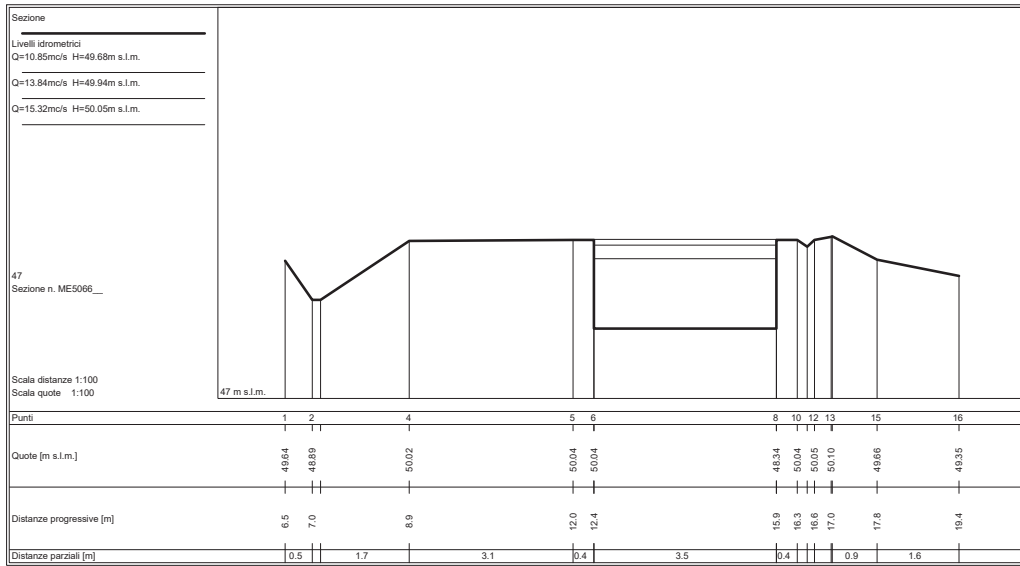 Sezione
Livelli idrometrici
Q=10.85mc/s H=49.68m s.l.m.
Q=13.84mc/s H=49.94m s.l.m.
Q=15.32mc/s H=50.05m s.l.m.
47
Sezione n. ME5066__
Scala distanze 1:100
Scala quote 1:100
47 m s.l.m.
Punti 1 2 4 5 6 8 10 12 13 15 16
Quote [m s.l.m.] 49.64 48.89 50.02 50.04 50.04 48.34 50.04 50.05 50.10 49.66 49.35
Distanze progressive [m] 6.5 7.0 8.9 12.0 12.4 15.9 16.3 16.6 17.0 17.8 19.4
Distanze parziali [m] 0.5 1.7 3.1 0.4 3.5 0.4 0.9 1.6